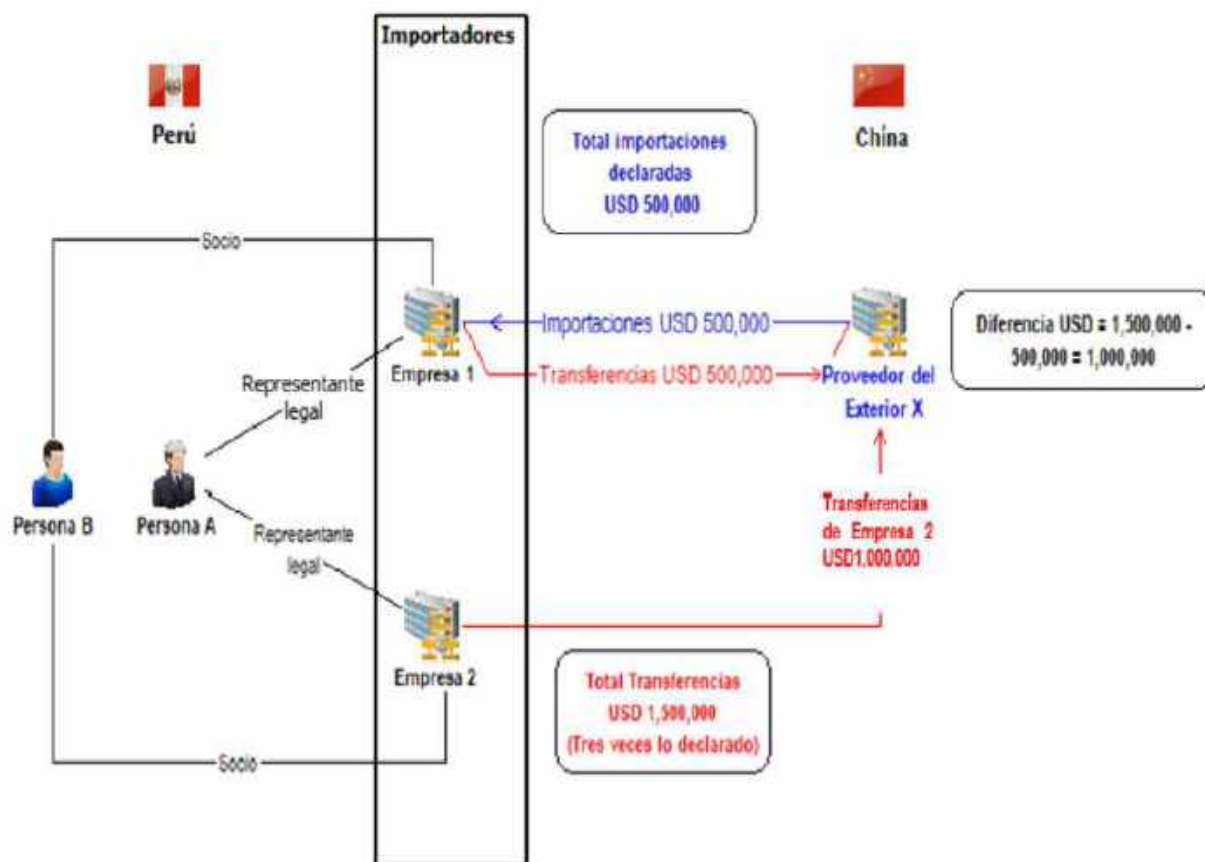 Importadores
Perú
China
Total importaciones
declaradas
USD 500,000
Socio
Importaciones USD 500,000
Transferencias USD 500,000
Empresa 1
Proveedor del
Exterior X
Diferencia USD = 1,500,000 -
500,000 = 1,000,000
Representante
legal
Persona B
Persona A
Representante
legal
Transferencias
de Empresa 2
USD1,000,000
Empresa 2
Total Transferencias
USD 1,500,000
(Tres veces lo declarado)
Socio